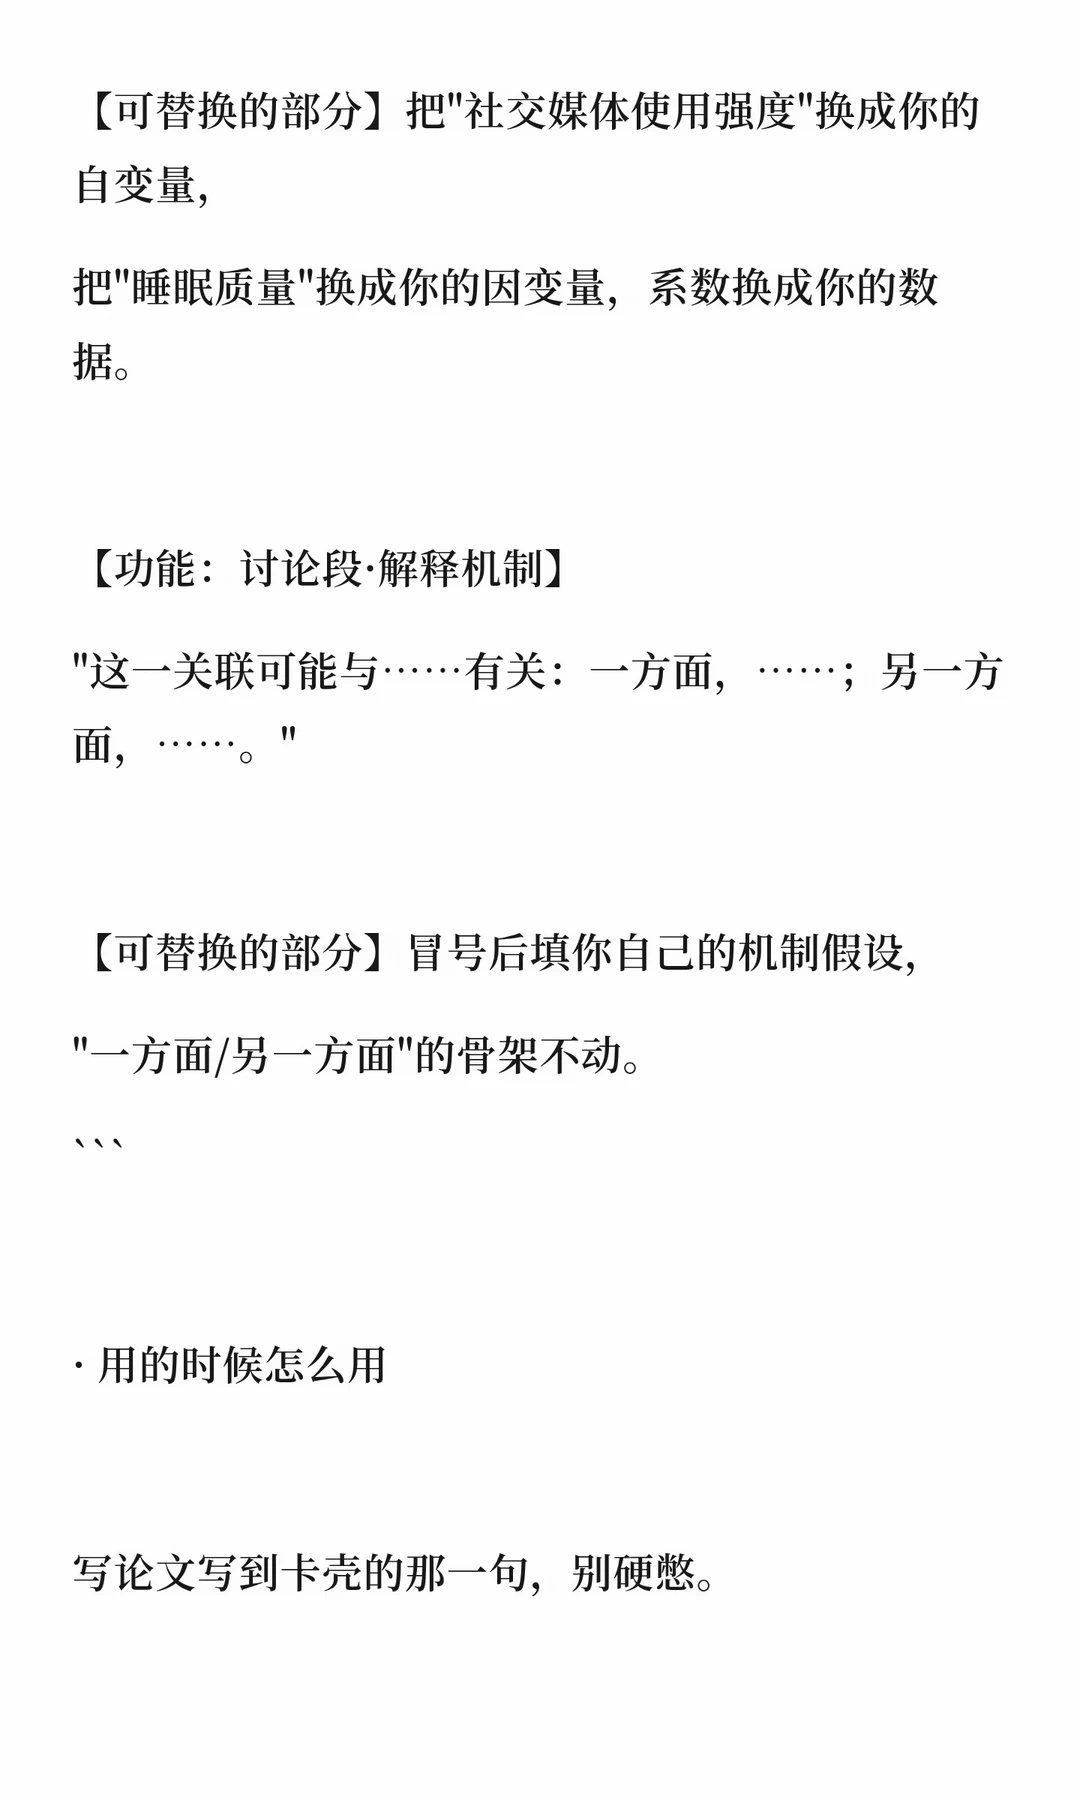 【可替换的部分】把"社交媒体使用强度"换成你的
自变量，
把"睡眠质量"换成你的因变量，系数换成你的数
据。
【功能：讨论段·解释机制】
"这一关联可能与……有关：一方面，……；另一方
面，……。"
【可替换的部分】冒号后填你自己的机制假设，
"一方面/另一方面"的骨架不动。
```
· 用的时候怎么用
写论文写到卡壳的那一句，别硬憋。